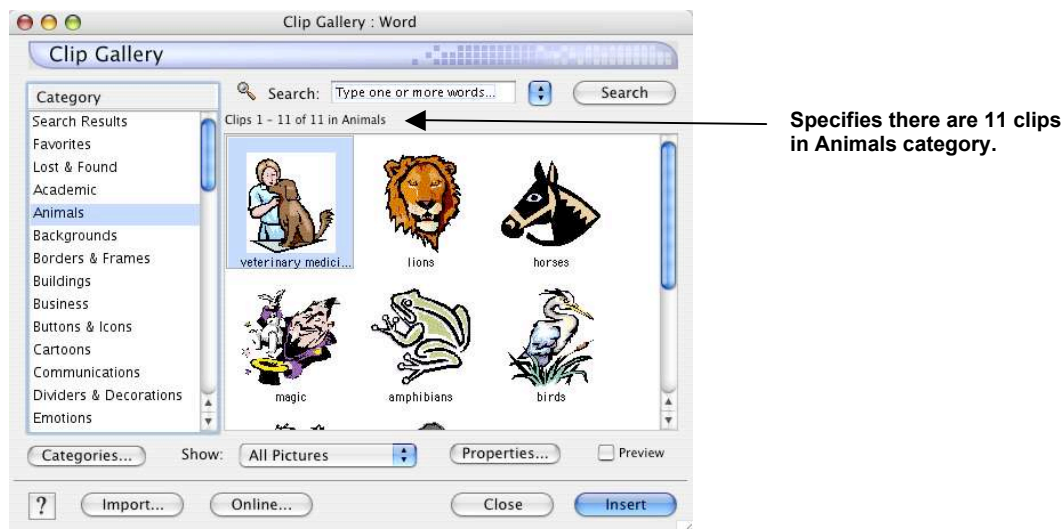 Clip Gallery : Word
Clip Gallery
Category
Search Results
Favorites
Lost & Found
Academic
Animals
Backgrounds
Borders & Frames
Buildings
Business
Buttons & Icons
Cartoons
Communications
Dividers & Decorations
Emotions
Search: Type one or more words... Search
Clips 1 - 11 of 11 in Animals
veterinary medici... lions horses
magic amphibians birds
Categories... Show: All Pictures Properties... Preview
? Import... Online... Close Insert
Specifies there are 11 clips
in Animals category.